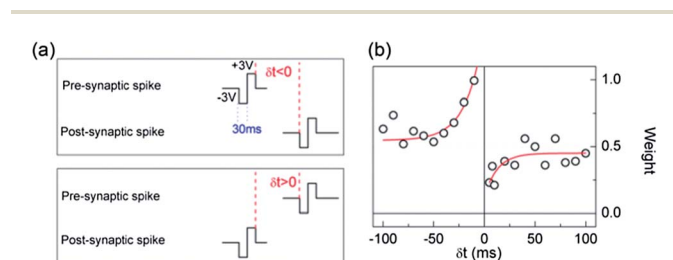 (a)
+3V
δt<0
Pre-synaptic spike
-3V
30ms
Post-synaptic spike
δt>0
Pre-synaptic spike
Post-synaptic spike
(b)
1.0
0.5
0.0
Weight
-100 -50 0 50 100
δt (ms)